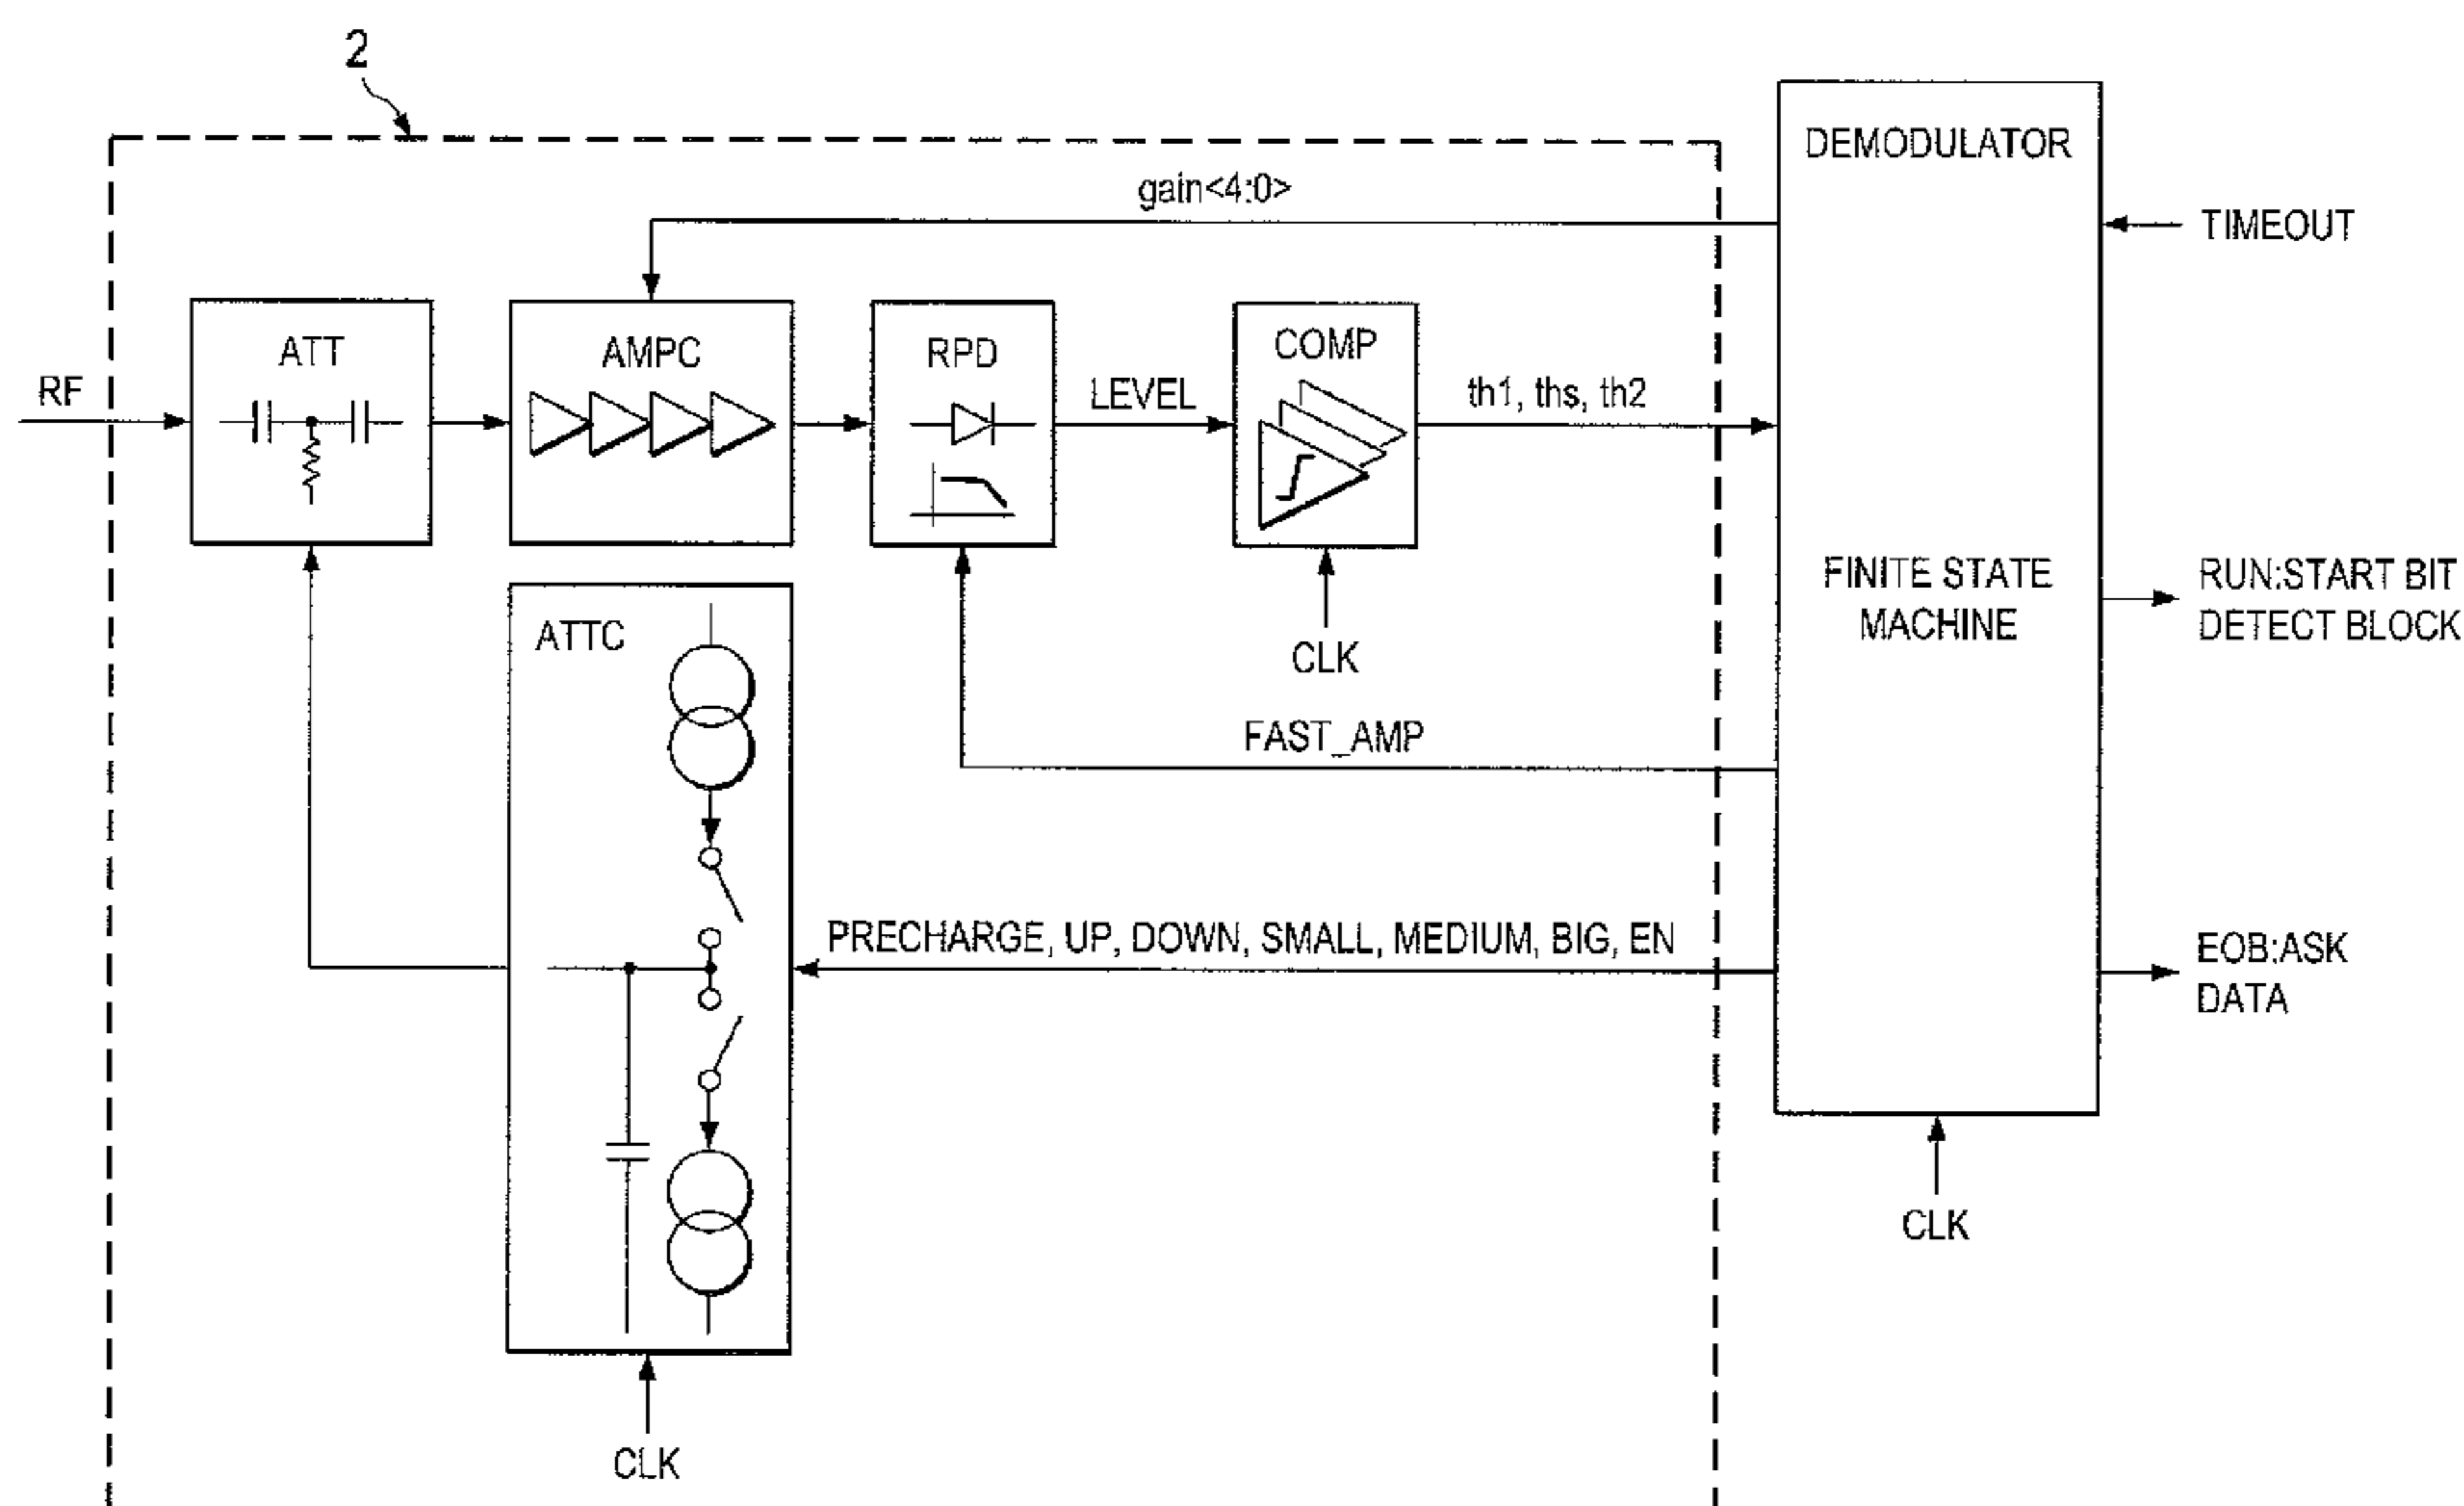 2
DEMODULATOR
gain<4:0>
TIMEOUT
ATT
AMPC
RPD
COMP
RF
LEVEL
th1, ths, th2
FINITE STATE
MACHINE
RUN:START BIT
DETECT BLOCK
ATTC
CLK
FAST_AMP
PRECHARGE, UP, DOWN, SMALL, MEDIUM, BIG, EN
EOB:ASK
DATA
CLK
CLK